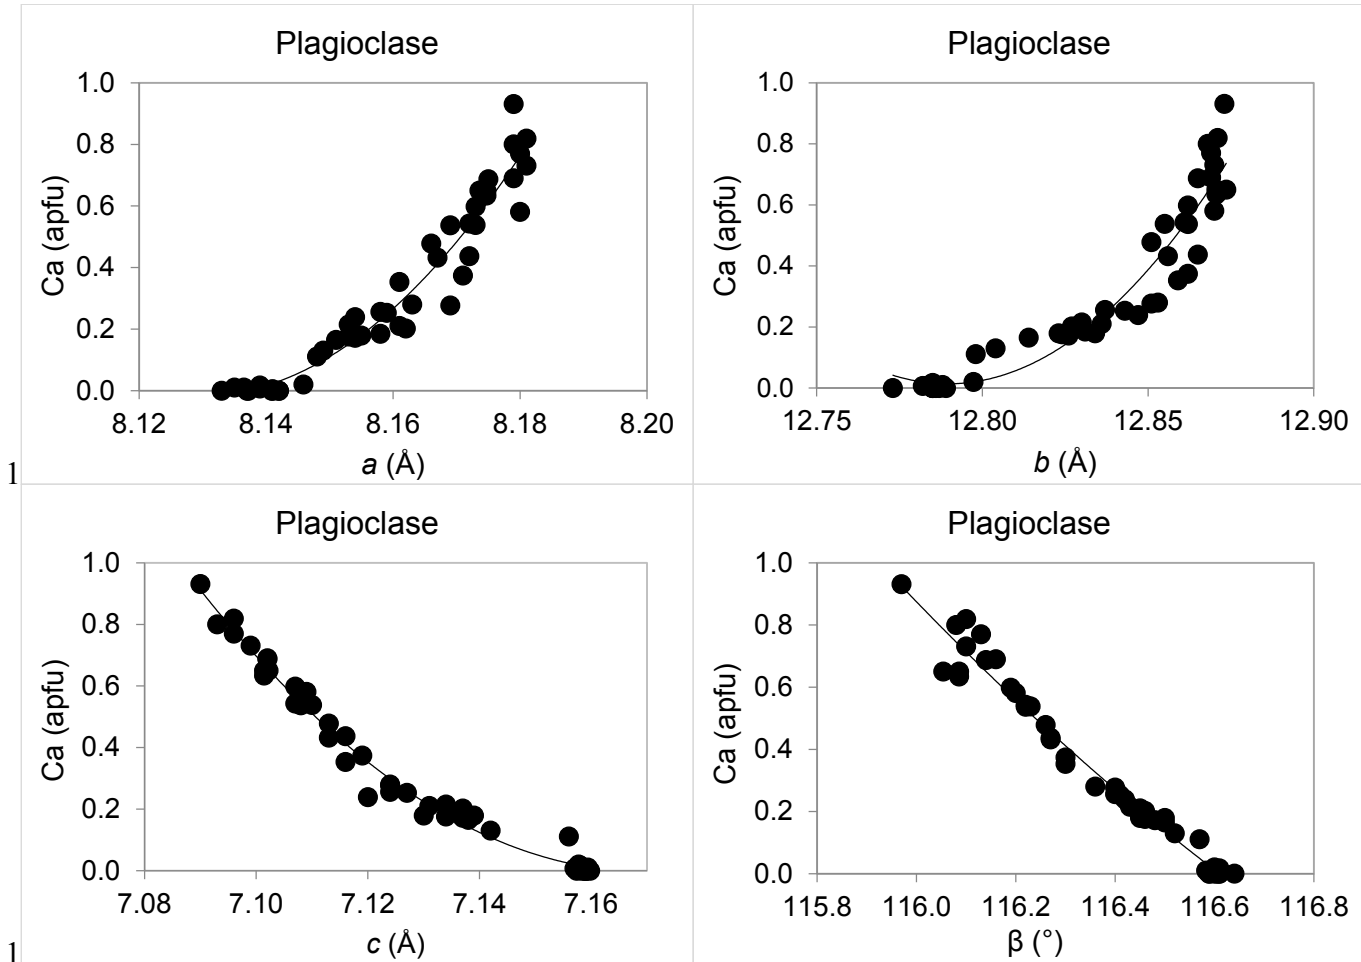 Plagioclase
1.0
0.8
0.6
0.4
0.2
0.0
Ca (apfu)
8.12 8.14 8.16 8.18 8.20
a (Å)
Plagioclase
1.0
0.8
0.6
0.4
0.2
0.0
Ca (apfu)
12.75 12.80 12.85 12.90
b (Å)
1
Plagioclase
1.0
0.8
0.6
0.4
0.2
0.0
Ca (apfu)
7.08 7.10 7.12 7.14 7.16
c (Å)
Plagioclase
1.0
0.8
0.6
0.4
0.2
0.0
Ca (apfu)
115.8 116.0 116.2 116.4 116.6 116.8
β (°)
1